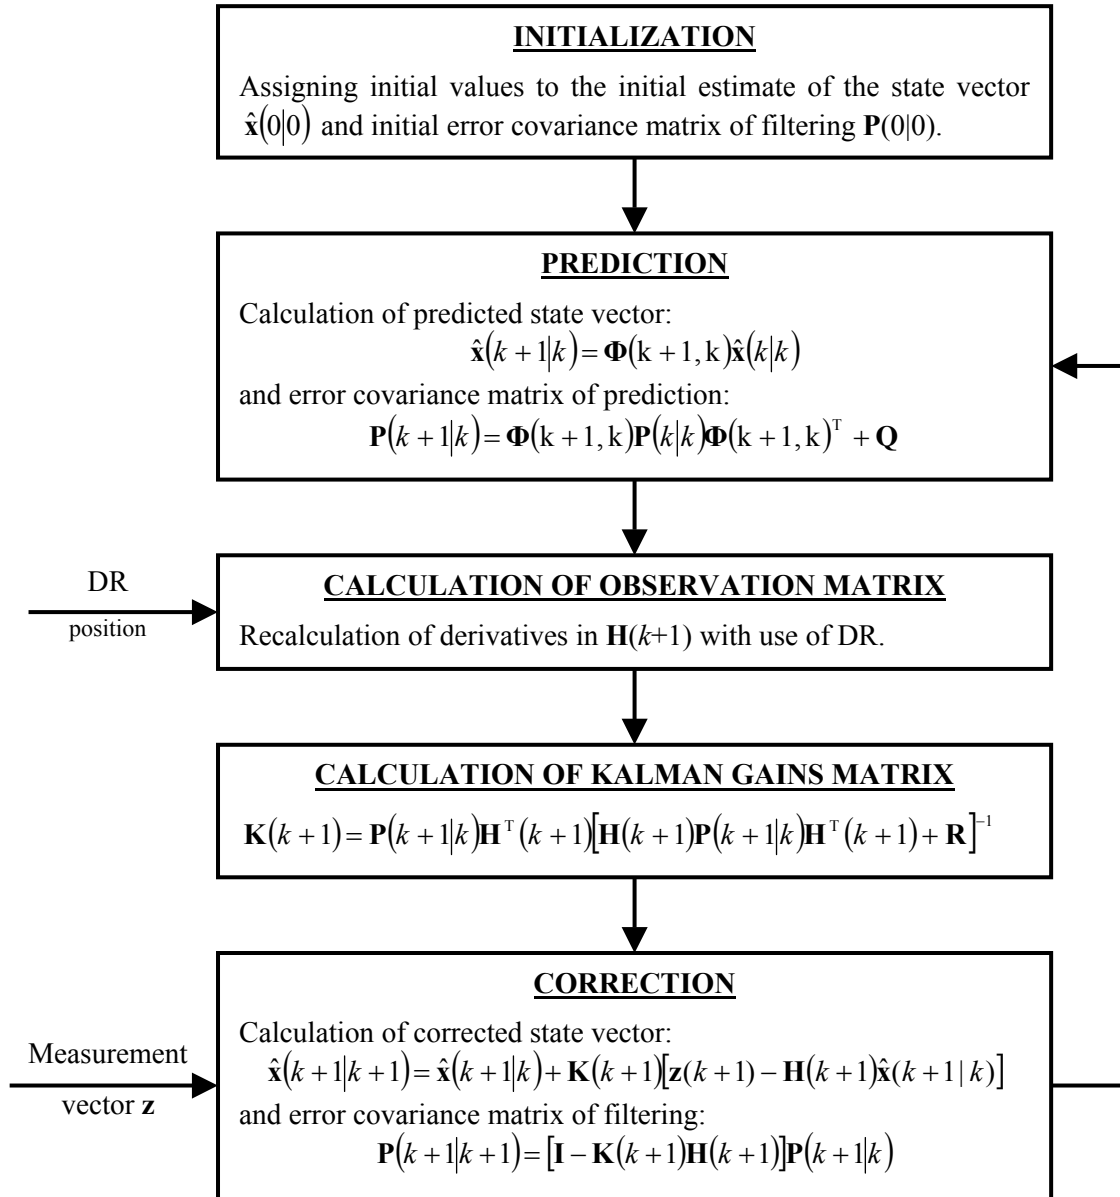 INITIALIZATION
Assigning initial values to the initial estimate of the state vector
x̂(0|0) and initial error covariance matrix of filtering P(0|0).
PREDICTION
Calculation of predicted state vector:
x̂(k+1|k)=Φ(k+1,k)x̂(k|k)
and error covariance matrix of prediction:
P(k+1|k)=Φ(k+1,k)P(k|k)Φ(k+1,k)ᵀ+Q
DR
position
CALCULATION OF OBSERVATION MATRIX
Recalculation of derivatives in H(k+1) with use of DR.
CALCULATION OF KALMAN GAINS MATRIX
K(k+1)=P(k+1|k)Hᵀ(k+1)[H(k+1)P(k+1|k)Hᵀ(k+1)+R]⁻¹
Measurement
vector z
CORRECTION
Calculation of corrected state vector:
x̂(k+1|k+1)=x̂(k+1|k)+K(k+1)[z(k+1)−H(k+1)x̂(k+1|k)]
and error covariance matrix of filtering:
P(k+1|k+1)=[I−K(k+1)H(k+1)]P(k+1|k)